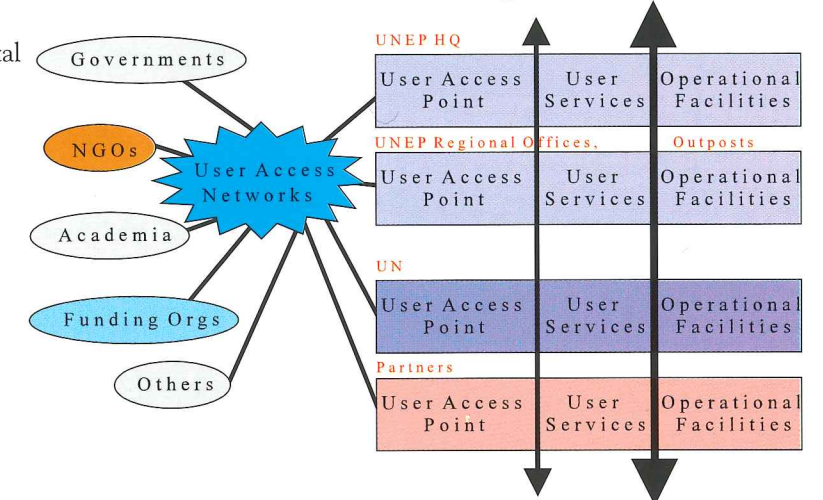 tal
Governments
NGOs
Academia
Funding Orgs
Others
User Access
Networks
UNEP HQ
User Access
Point
User
Services
Operational
Facilities
UNEP Regional Offices, Outposts
User Access
Point
User
Services
Operational
Facilities
UN
User Access
Point
User
Services
Operational
Facilities
Partners
User Access
Point
User
Services
Operational
Facilities